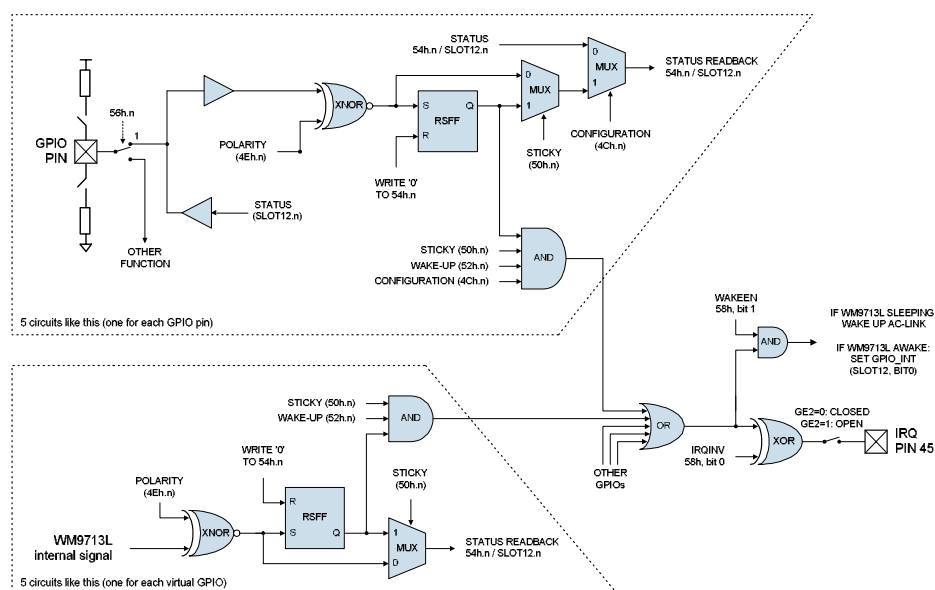 STATUS
54h.n / SLOT12.n
0
MUX
1
STATUS READBACK
54h.n / SLOT12.n
0
MUX
1
CONFIGURATION
(4Ch.n)
STICKY
(50h.n)
56h.n
1
GPIO
PIN
XNOR
S
Q
RSFF
R
POLARITY
(4Eh.n)
WRITE '0'
TO 54h.n
STATUS
(SLOT12.n)
OTHER
FUNCTION
STICKY (50h.n)
WAKE-UP (52h.n)
CONFIGURATION (4Ch.n)
AND
5 circuits like this (one for each GPIO pin)
WAKEEN
58h, bit 1
AND
IF WM9713L SLEEPING
WAKE UP AC-LINK
IF WM9713L AWAKE:
SET GPIO_INT
(SLOT12, BIT0)
STICKY (50h.n)
WAKE-UP (52h.n)
AND
OR
OTHER
GPIOs
IRQINV
58h, bit 0
XOR
GE2=0: CLOSED
GE2=1: OPEN
IRQ
PIN 45
WRITE '0'
TO 54h.n
STICKY
(50h.n)
POLARITY
(4Eh.n)
R
RSFF
S
Q
XNOR
1
MUX
0
STATUS READBACK
54h.n / SLOT12.n
WM9713L
internal signal
5 circuits like this (one for each virtual GPIO)